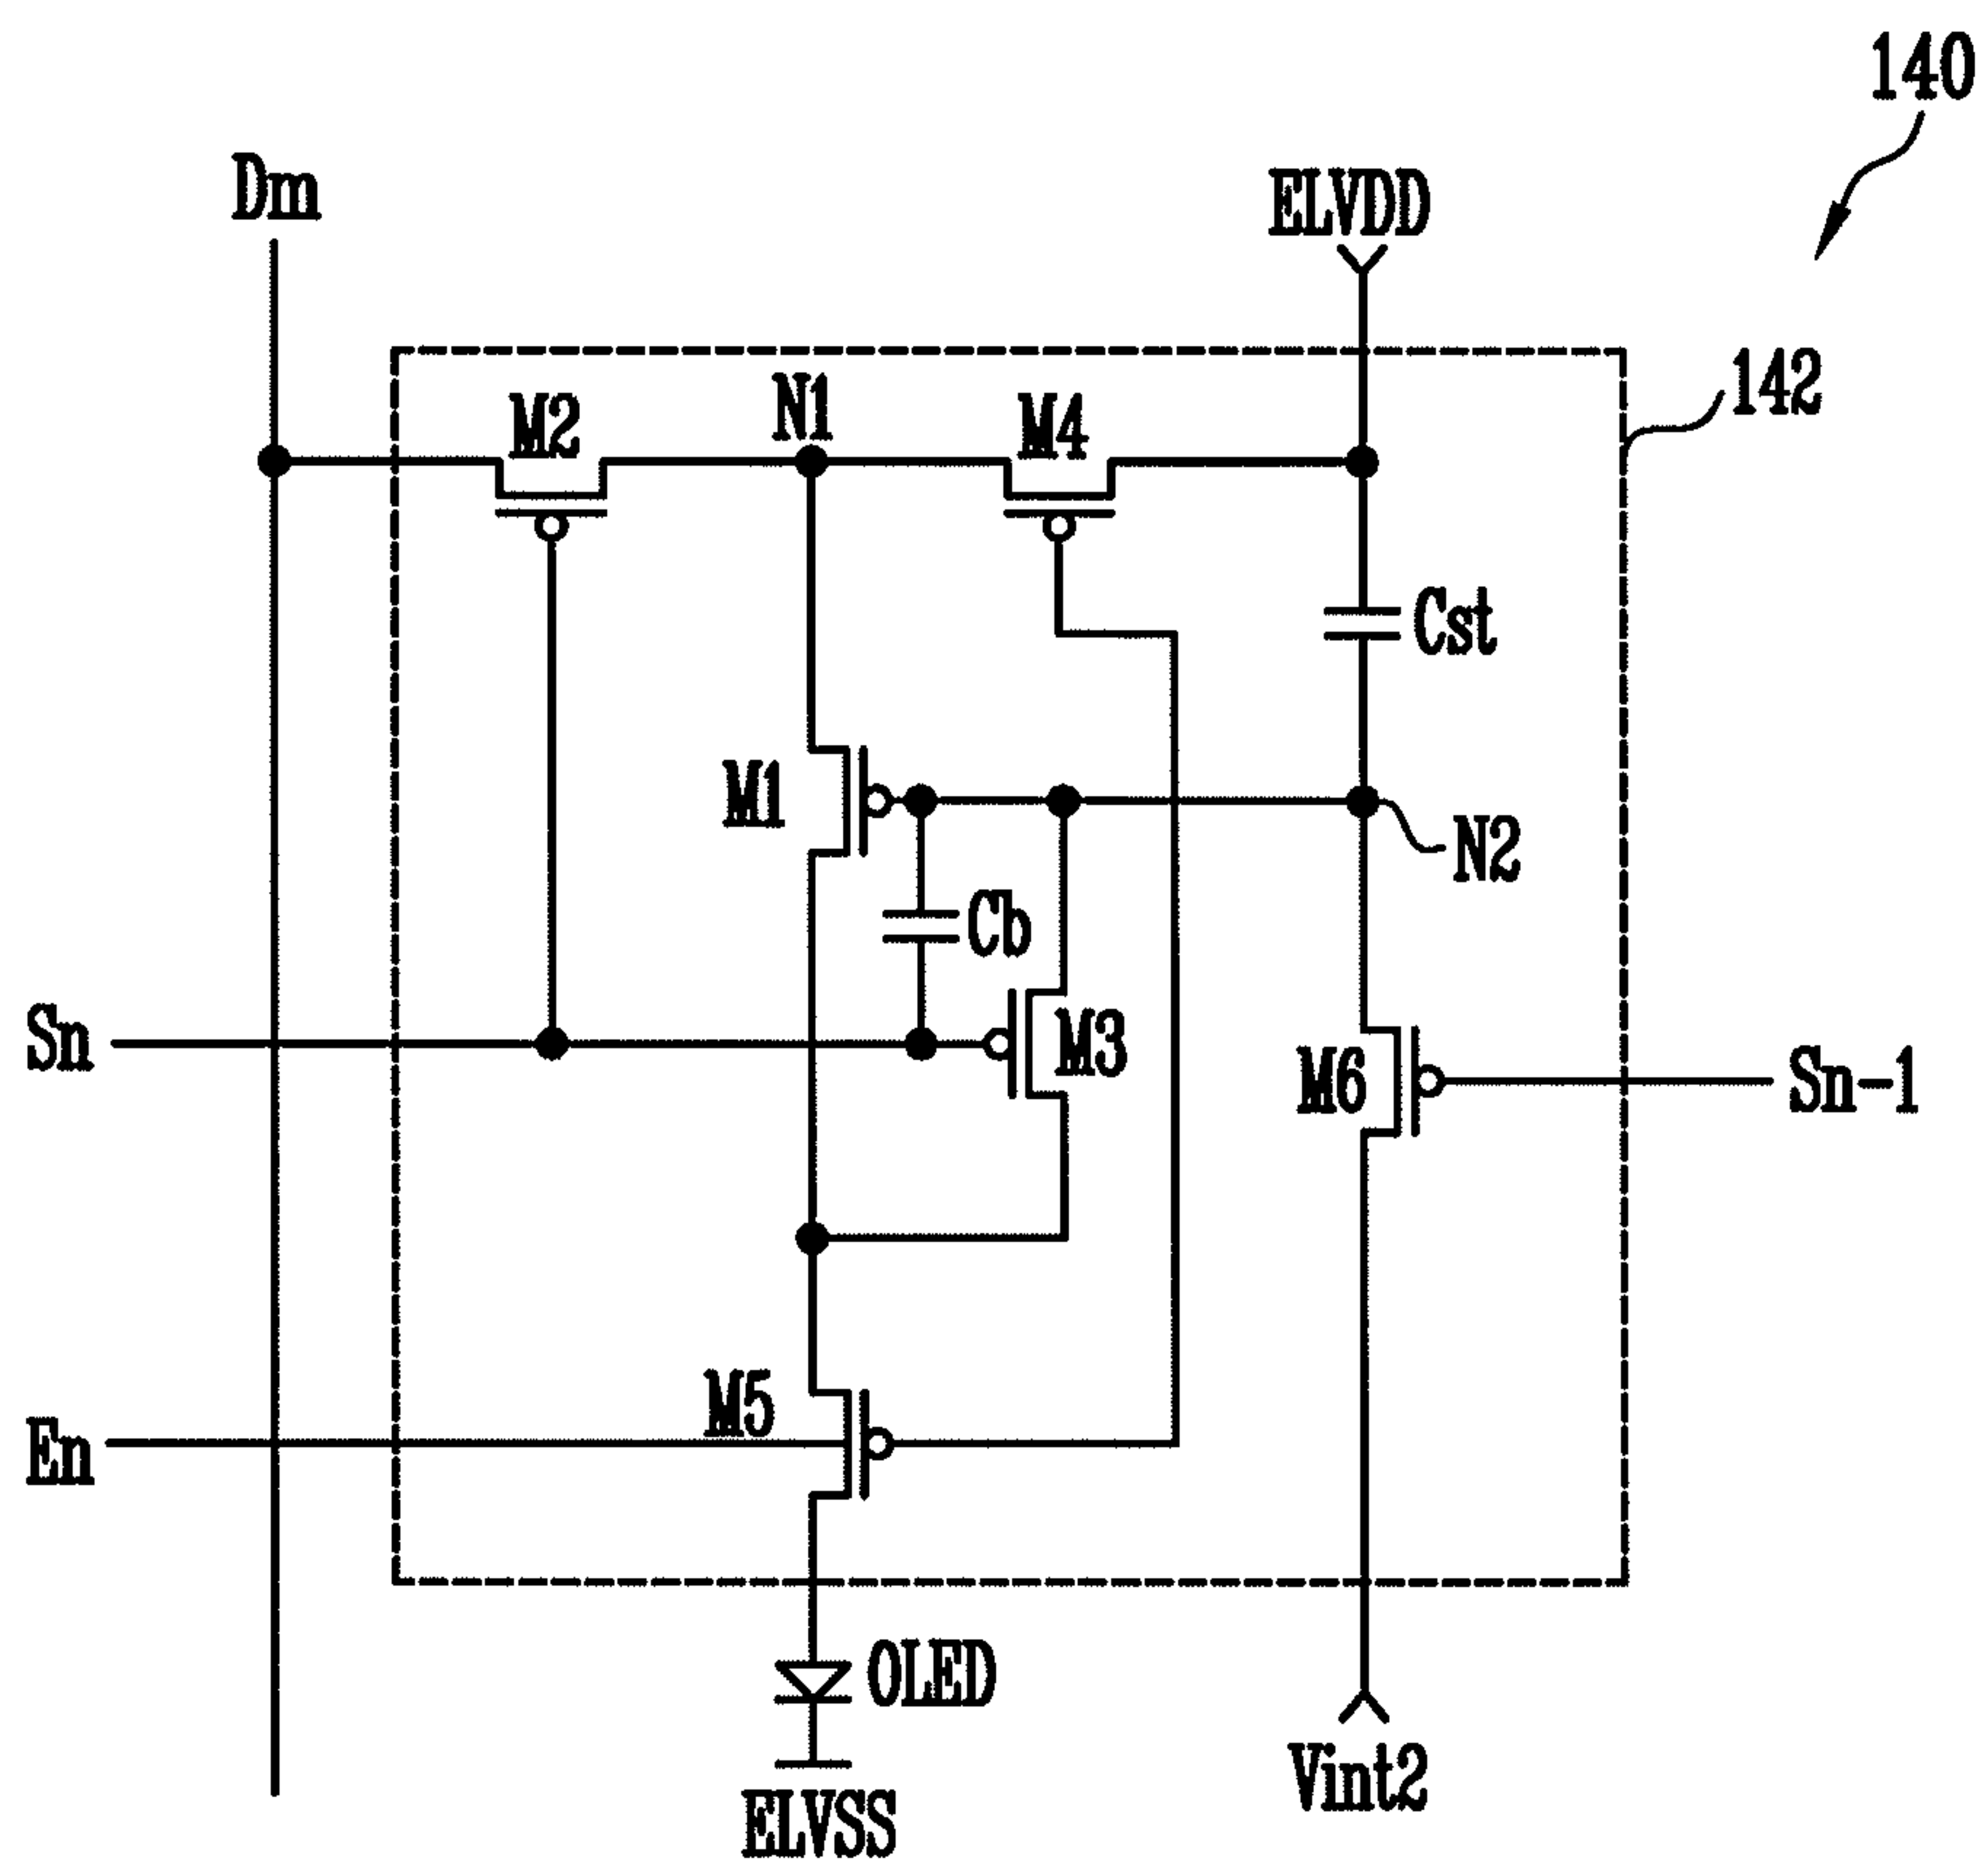 140
Dm
ELVDD
142
M2
N1
M4
Cst
M1
N2
Cb
Sn
M3
M6
Sn-1
M5
En
OLED
Vint2
ELVSS